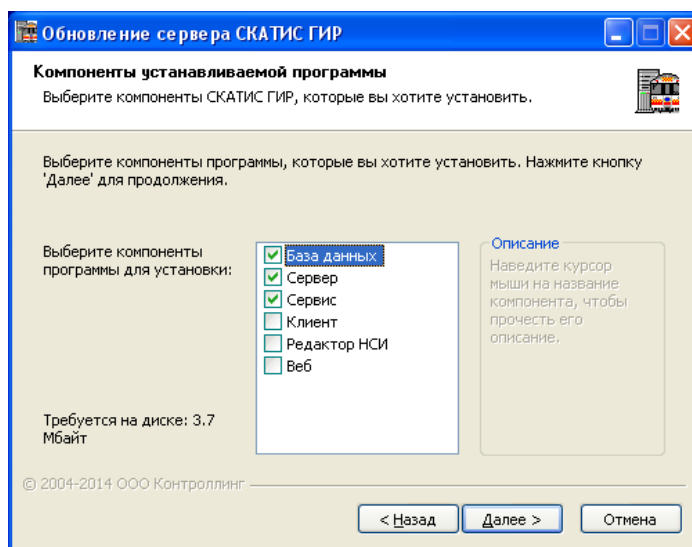 Обновление сервера СКАТИС ГИР
Компоненты устанавливаемой программы
Выберите компоненты СКАТИС ГИР, которые вы хотите установить.
Выберите компоненты программы, которые вы хотите установить. Нажмите кнопку
'Далее' для продолжения.
Выберите компоненты
программы для установки:
База данных
Сервер
Сервис
Клиент
Редактор НСИ
Веб
Описание
Наведите курсор
мыши на название
компонента, чтобы
прочесть его
описание.
Требуется на диске: 3.7
Мбайт
© 2004-2014 ООО Контроллинг
< Назад
Далее >
Отмена